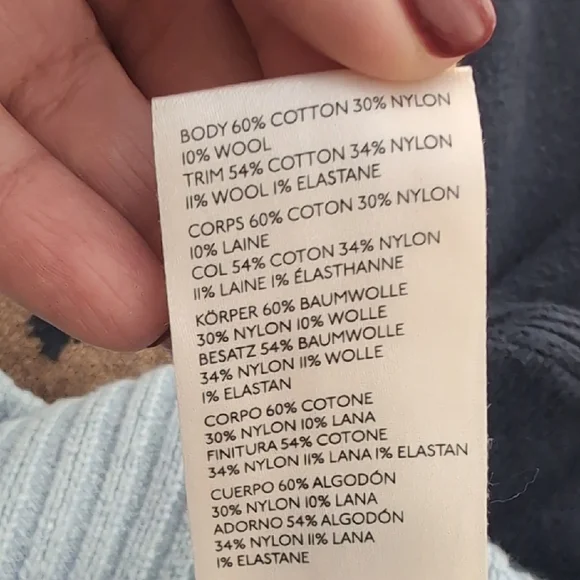 BODY 60% COTTON 30% NYLON
10% WOOL
TRIM 54% COTTON 34% NYLON
11% WOOL 1% ELASTANE
CORPS 60% COTON 30% NYLON
10% LAINE
COL 54% COTON 34% NYLON
11% LAINE 1% ÉLASTHANNE
KÖRPER 60% BAUMWOLLE
30% NYLON 10% WOLLE
BESATZ 54% BAUMWOLLE
34% NYLON 11% WOLLE
1% ELASTAN
CORPO 60% COTONE
30% NYLON 10% LANA
FINITURA 54% COTONE
34% NYLON 11% LANA 1% ELASTAN
CUERPO 60% ALGODÓN
30% NYLON 10% LANA
ADORNO 54% ALGODÓN
34% NYLON 11% LANA
1% ELASTANE